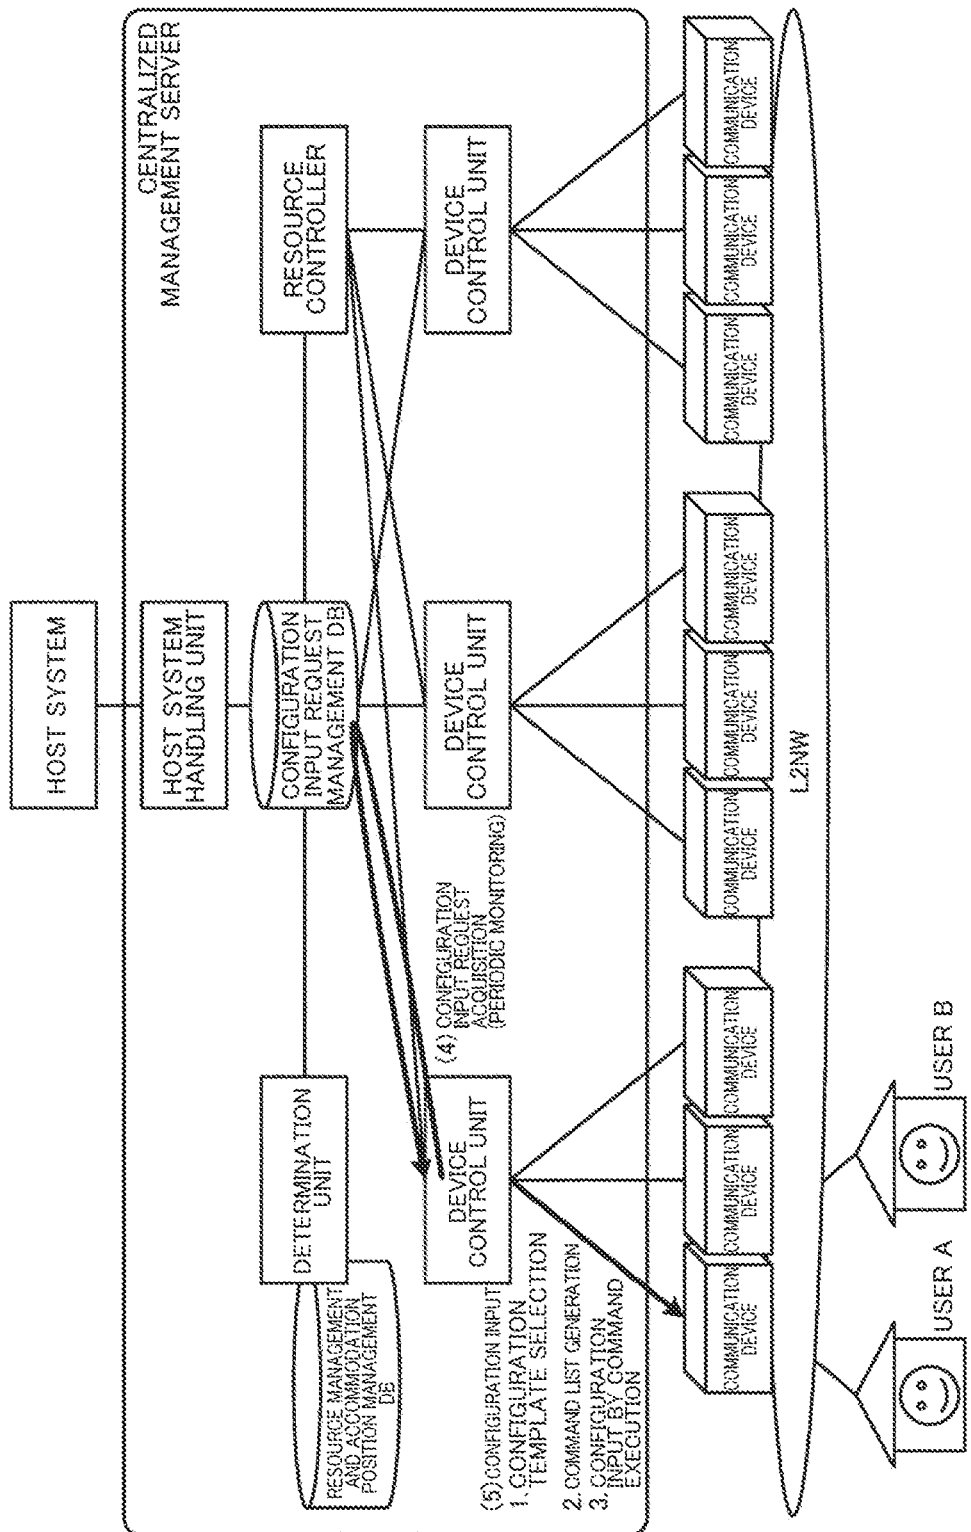 HOST SYSTEM
CENTRALIZED
MANAGEMENT SERVER
HOST SYSTEM
HANDLING UNIT
RESOURCE MANAGEMENT
AND ACCOMMODATION
POSITION MANAGEMENT
DB
DETERMINATION
UNIT
CONFIGURATION
INPUT REQUEST
MANAGEMENT DB
RESOURCE
CONTROLLER
(4) CONFIGURATION
INPUT REQUEST
ACQUISITION
(PERIODIC MONITORING)
DEVICE
CONTROL UNIT
DEVICE
CONTROL UNIT
DEVICE
CONTROL UNIT
(5) CONFIGURATION INPUT
1. CONFIGURATION
TEMPLATE SELECTION
2. COMMAND LIST GENERATION
3. CONFIGURATION
INPUT BY COMMAND
EXECUTION
COMMUNICATION
DEVICE
COMMUNICATION
DEVICE
COMMUNICATION
DEVICE
COMMUNICATION
DEVICE
COMMUNICATION
DEVICE
COMMUNICATION
DEVICE
COMMUNICATION
DEVICE
COMMUNICATION
DEVICE
COMMUNICATION
DEVICE
L2NW
USER A
USER B